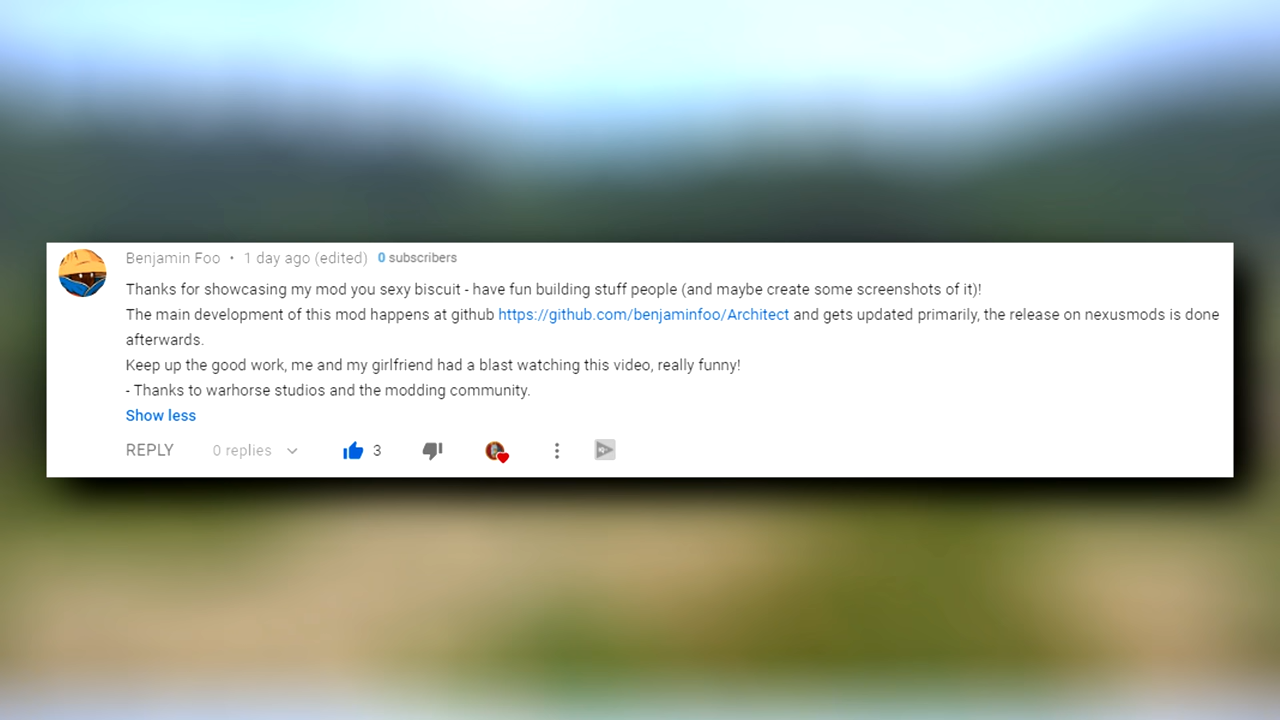 Benjamin Foo • 1 day ago (edited) 0 subscribers
Thanks for showcasing my mod you sexy biscuit - have fun building stuff people (and maybe create some screenshots of it)!
The main development of this mod happens at github https://github.com/benjaminfoo/Architect and gets updated primarily, the release on nexusmods is done
afterwards.
Keep up the good work, me and my girlfriend had a blast watching this video, really funny!
- Thanks to warhorse studios and the modding community.
Show less
REPLY 0 replies 3